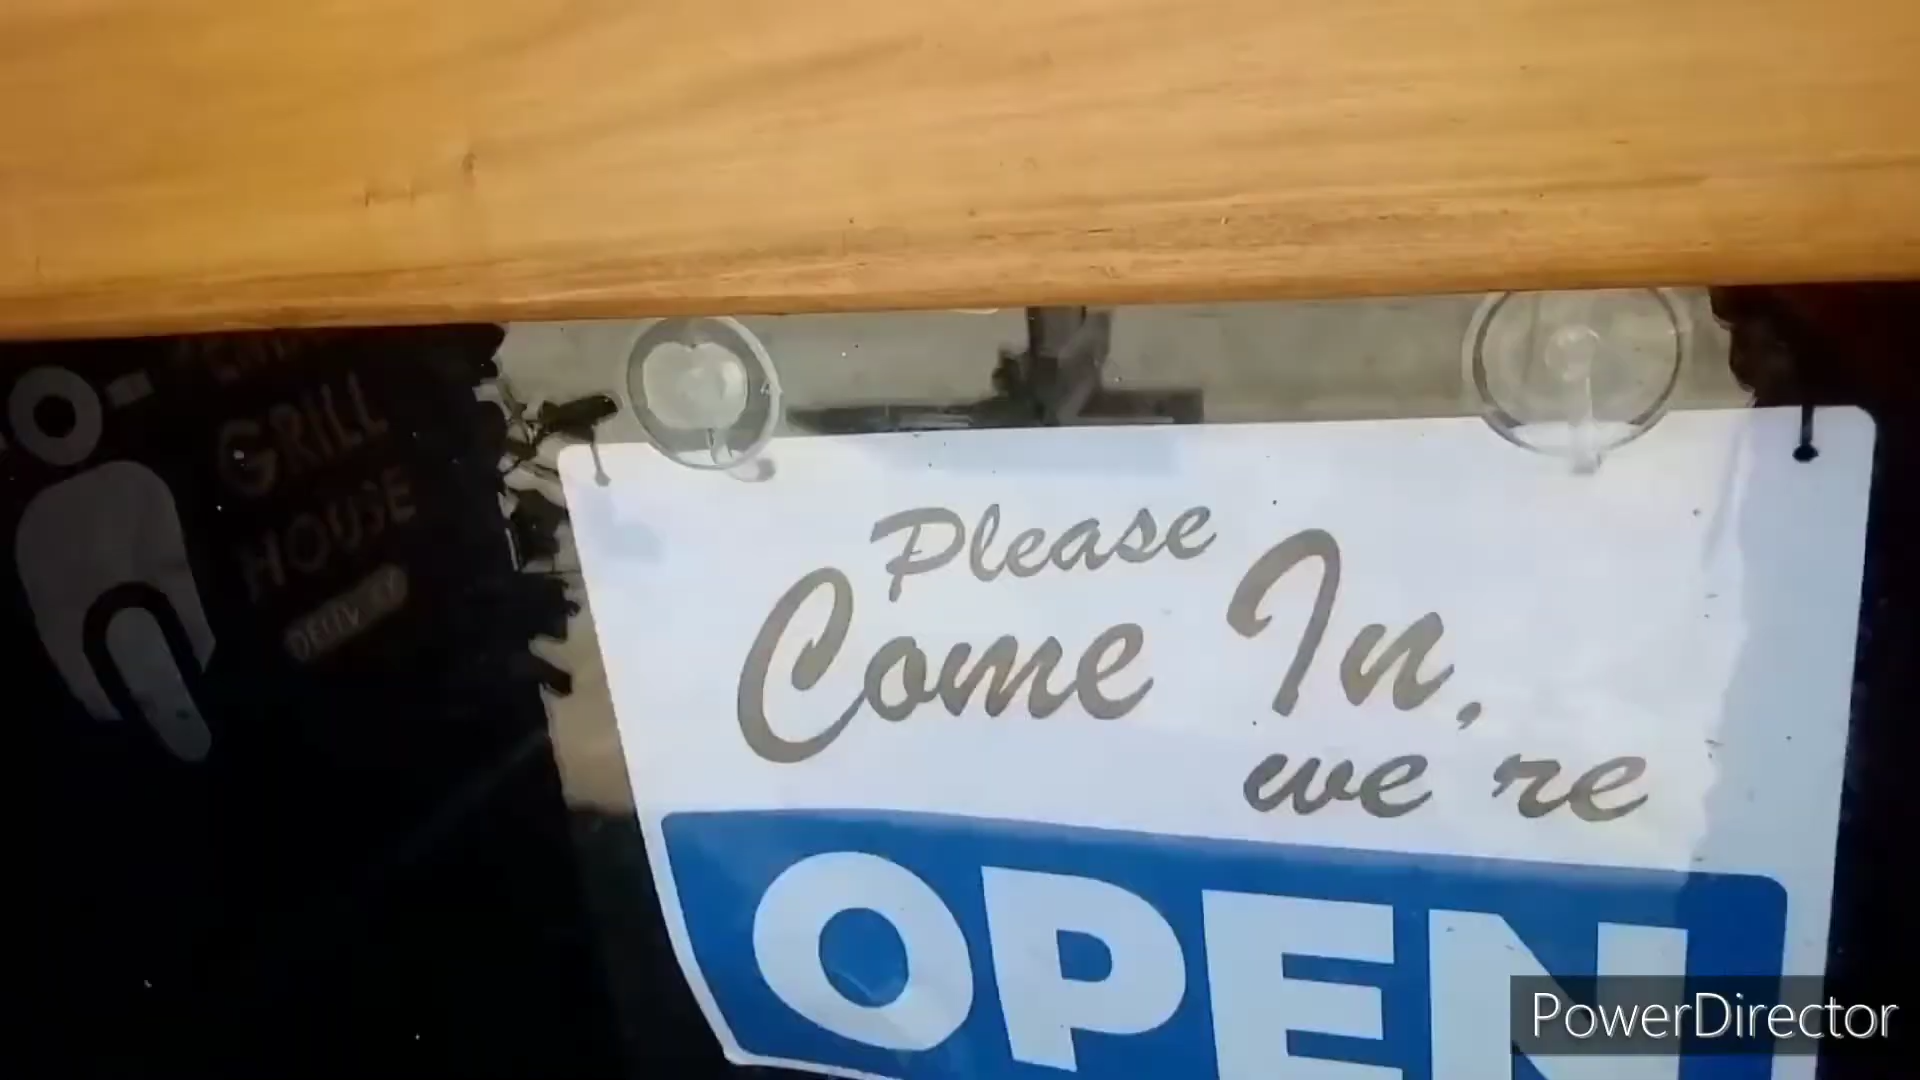 GRILL
HOUSE
Please
Come In,
we're
OPEN
PowerDirector